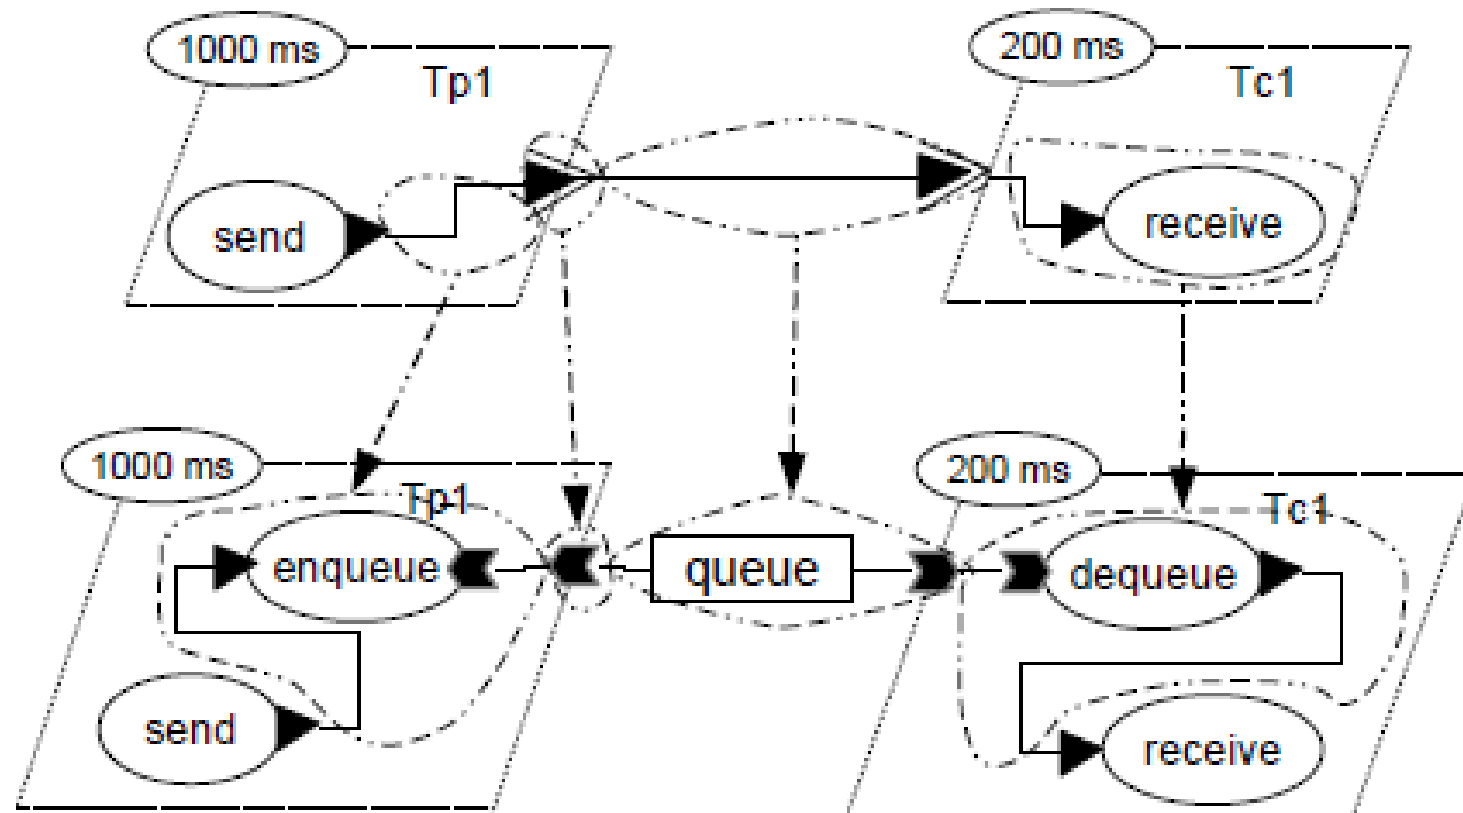 1000 ms
200 ms
Tp1
Tc1
send
receive
1000 ms
200 ms
Tp1
Tc1
enqueue
queue
dequeue
send
receive